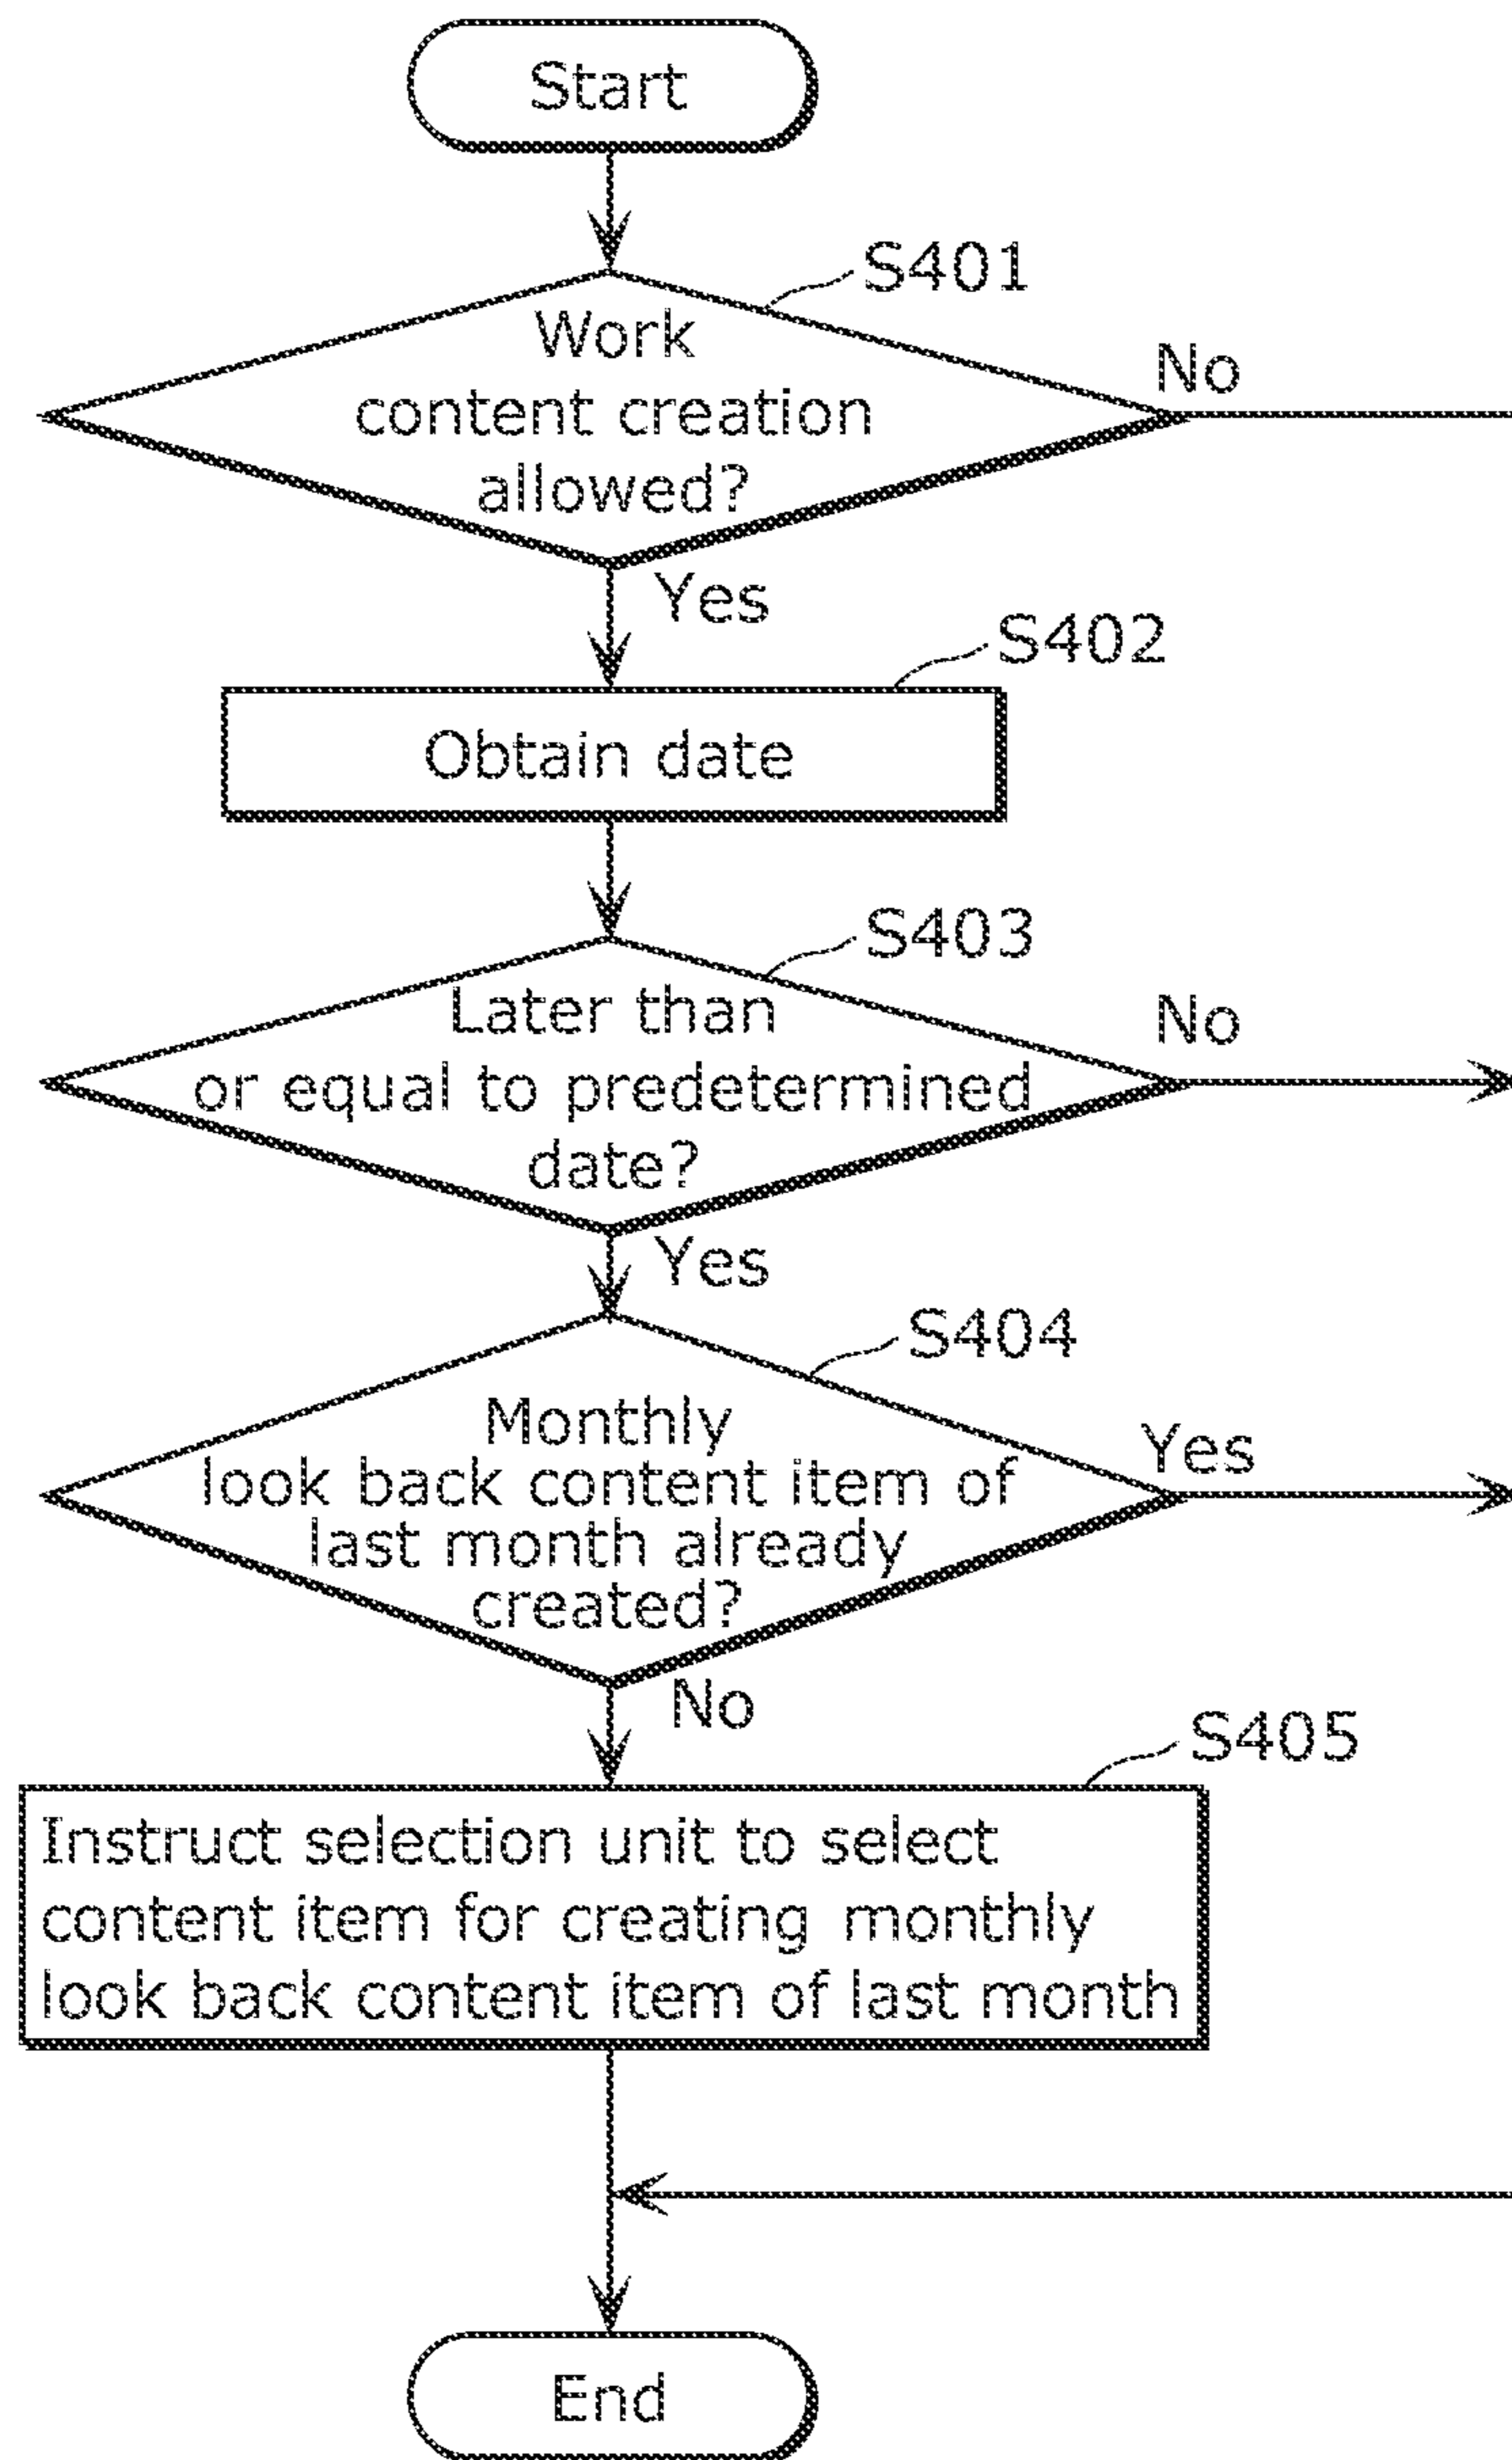 Start
S401
Work
content creation
allowed?
No
Yes
S402
Obtain date
S403
Later than
or equal to predetermined
date?
No
Yes
S404
Monthly
look back content item of
last month already
created?
Yes
No
S405
Instruct selection unit to select
content item for creating monthly
look back content item of last month
End